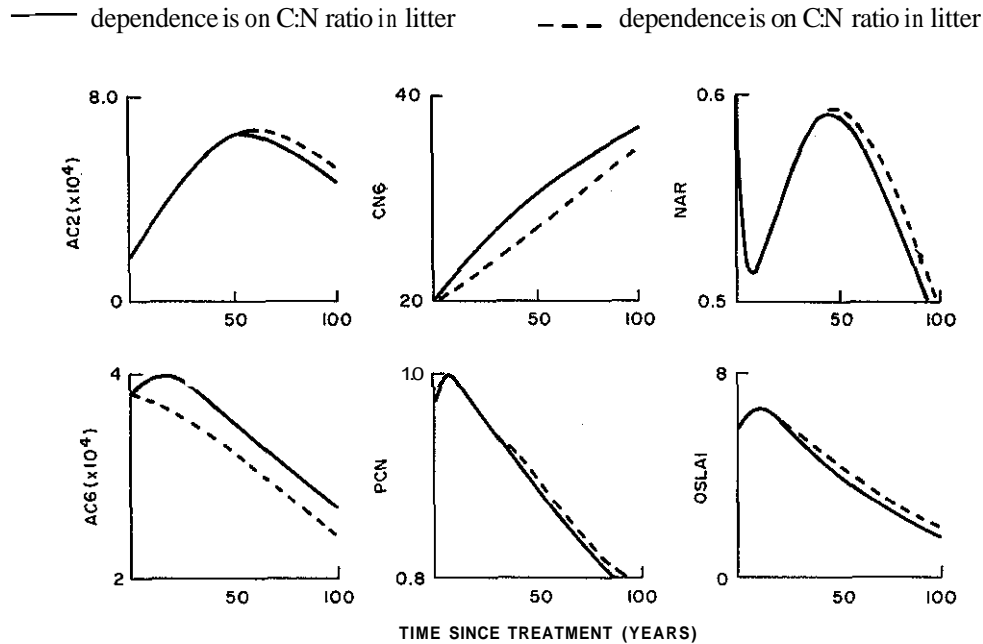 dependence is on C:N ratio in litter
dependence is on C:N ratio in litter
8.0
AC2 (x10⁴)
0
50
100
40
CN6
20
50
100
0.6
NAR
0.5
50
100
4
AC6 (x10⁴)
2
50
100
1.0
PCN
0.8
50
100
8
OSLAI
0
50
100
TIME SINCE TREATMENT (YEARS)